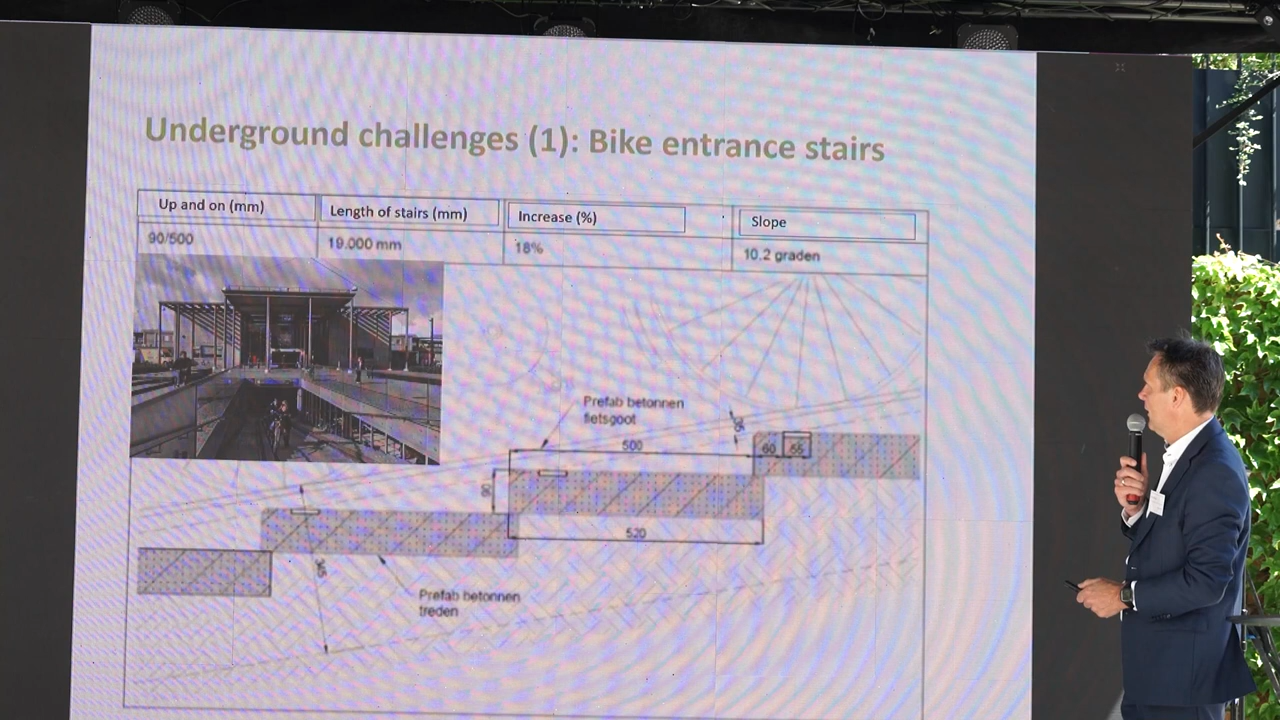 Underground challenges (1): Bike entrance stairs
Up and on (mm)
Length of stairs (mm)
Increase (%)
Slope
90/500
19.000 mm
18%
10.2 graden
Prefab betonnen
fietsgoot
500
60
55
90
520
Prefab betonnen
treden